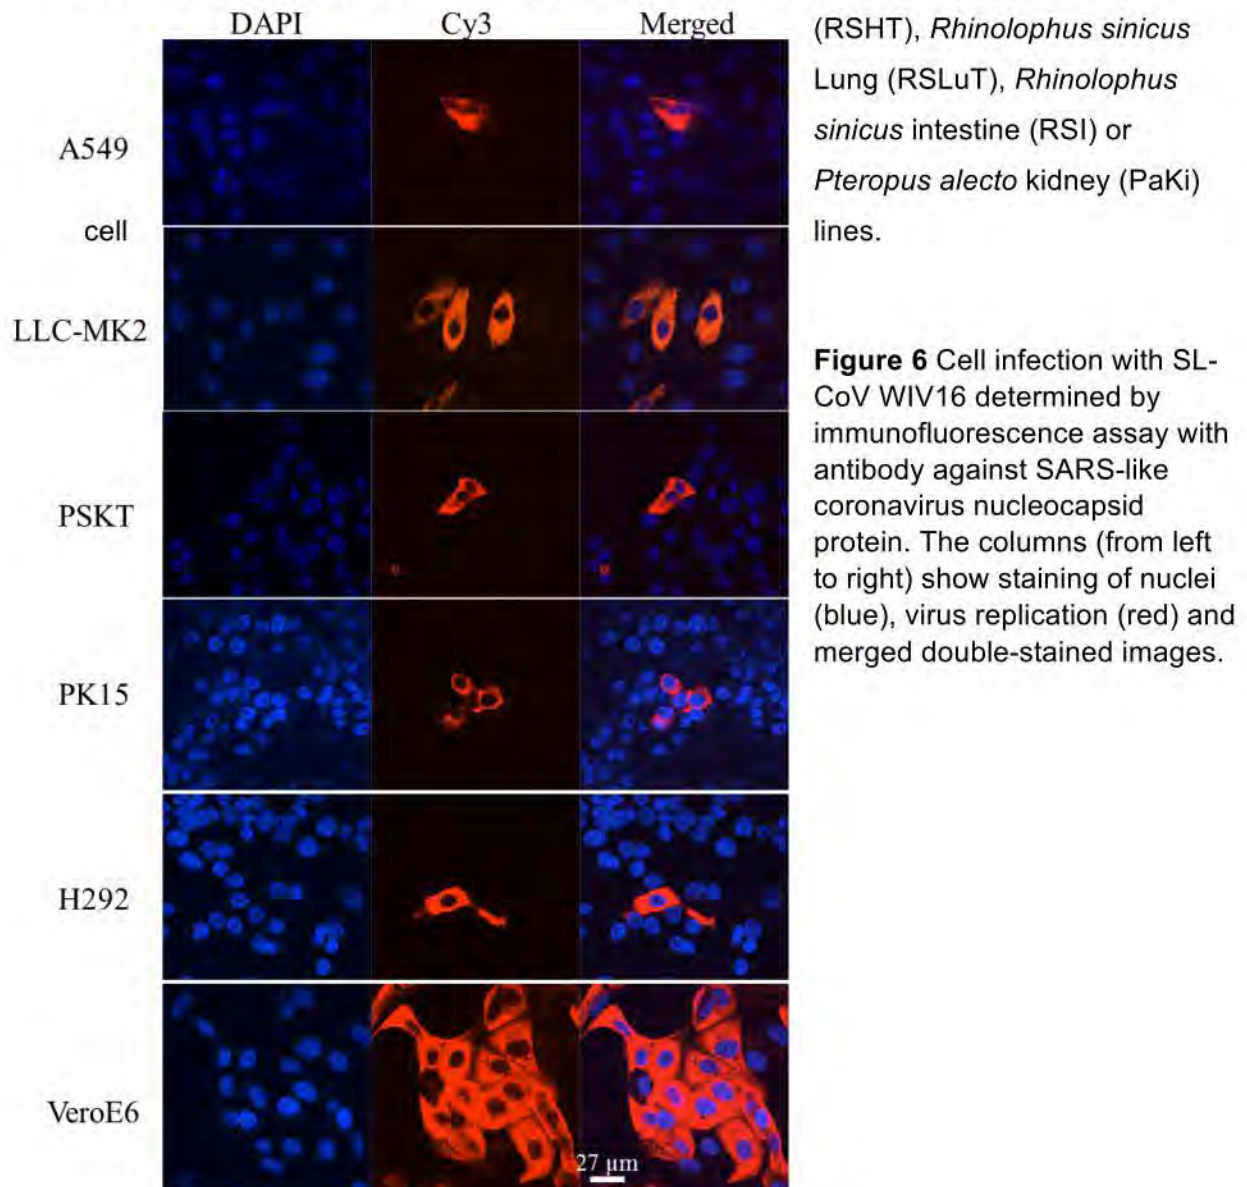 DAPI Cy3 Merged
A549
cell
LLC-MK2
PSKT
PK15
H292
VeroE6
27 µm
(RSHT), Rhinolophus sinicus
Lung (RSLuT), Rhinolophus
sinicus intestine (RSI) or
Pteropus alecto kidney (PaKi)
lines.
Figure 6 Cell infection with SL-
CoV WIV16 determined by
immunofluorescence assay with
antibody against SARS-like
coronavirus nucleocapsid
protein. The columns (from left
to right) show staining of nuclei
(blue), virus replication (red) and
merged double-stained images.